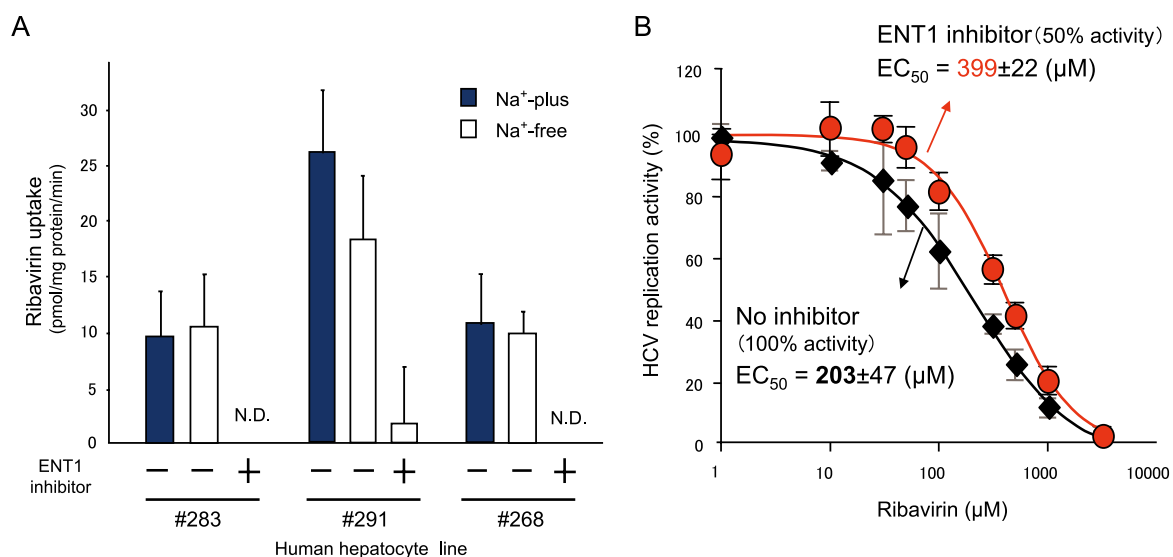 A
Ribavirin uptake
(pmol/mg protein/min)
30
25
20
15
10
5
0
Na⁺-plus
Na⁺-free
N.D.
N.D.
ENT1
inhibitor
− − +
− − +
− − +
#283
#291
#268
Human hepatocyte line
B
ENT1 inhibitor (50% activity)
EC₅₀ = 399±22 (μM)
HCV replication activity (%)
120
100
80
60
40
20
0
No inhibitor
(100% activity)
EC₅₀ = 203±47 (μM)
1
10
100
1000
10000
Ribavirin (μM)